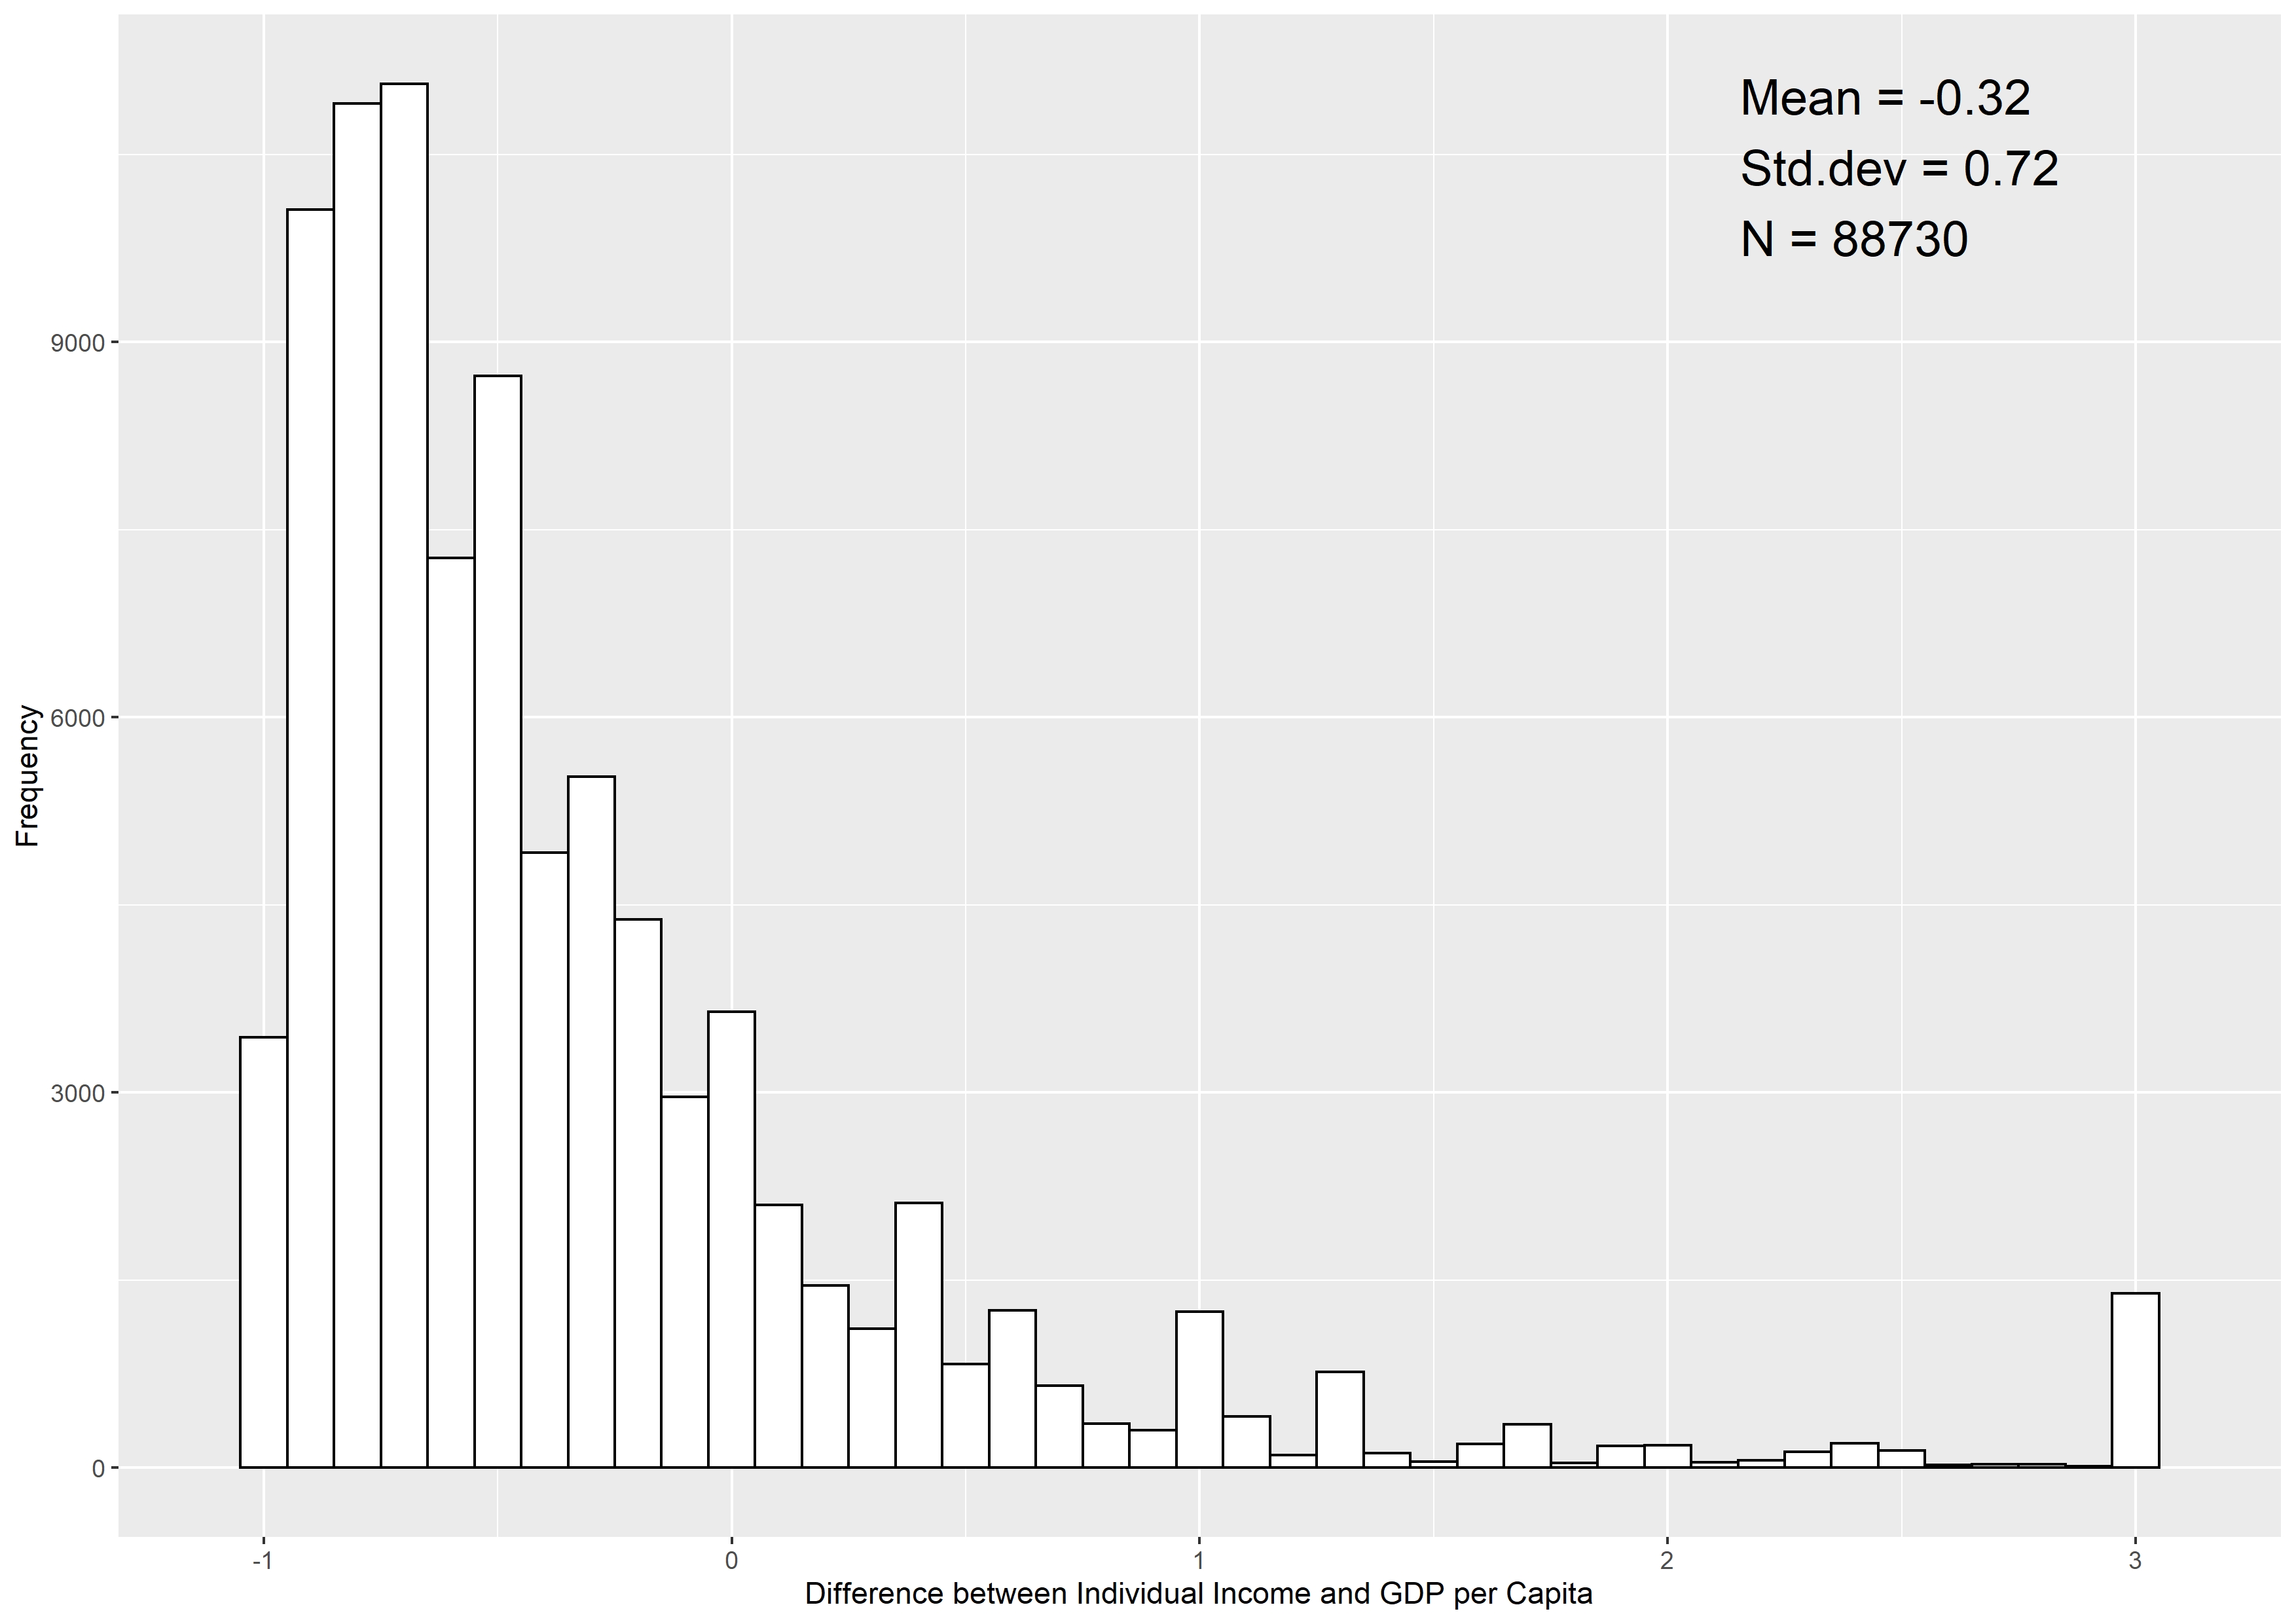 Mean = -0.32
Std.dev = 0.72
N = 88730
9000
6000
3000
0
Frequency
-1
0
1
2
3
Difference between Individual Income and GDP per Capita